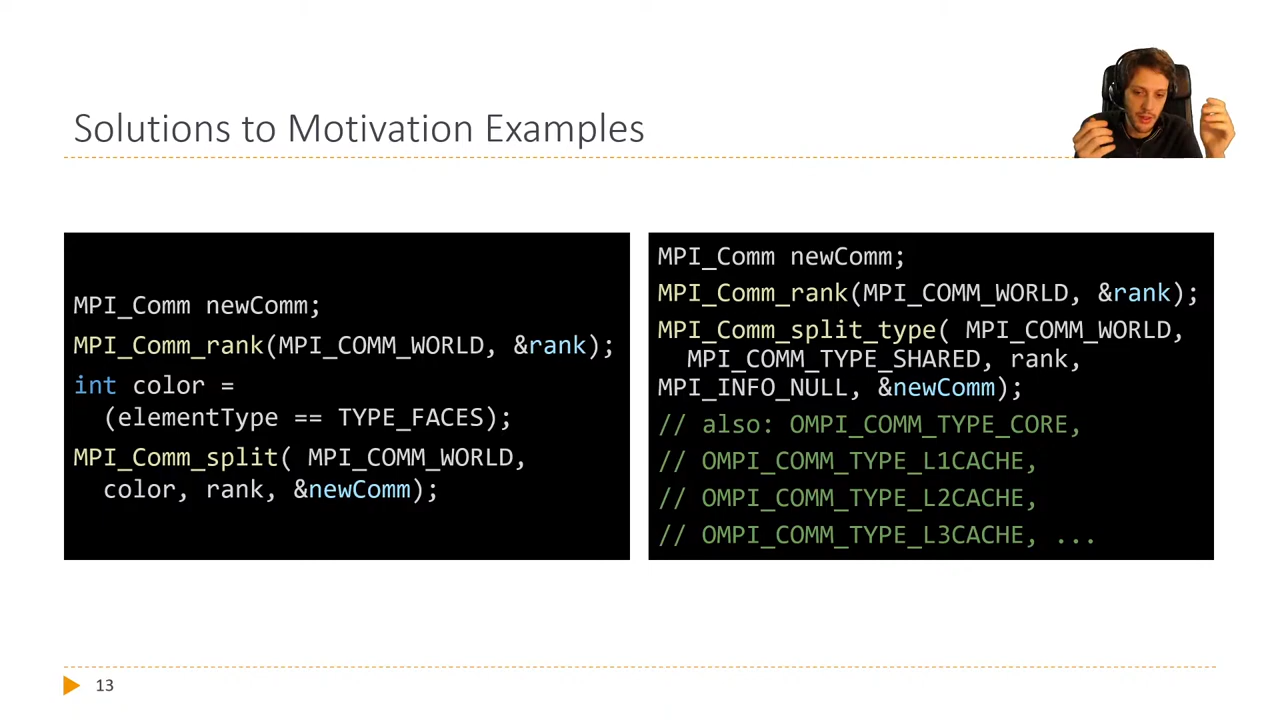 Solutions to Motivation Examples
MPI_Comm newComm;
MPI_Comm_rank(MPI_COMM_WORLD, &rank);
int color =
(elementType == TYPE_FACES);
MPI_Comm_split( MPI_COMM_WORLD,
color, rank, &newComm);
MPI_Comm newComm;
MPI_Comm_rank(MPI_COMM_WORLD, &rank);
MPI_Comm_split_type( MPI_COMM_WORLD,
MPI_COMM_TYPE_SHARED, rank,
MPI_INFO_NULL, &newComm);
// also: OMPI_COMM_TYPE_CORE,
// OMPI_COMM_TYPE_L1CACHE,
// OMPI_COMM_TYPE_L2CACHE,
// OMPI_COMM_TYPE_L3CACHE, ...
13